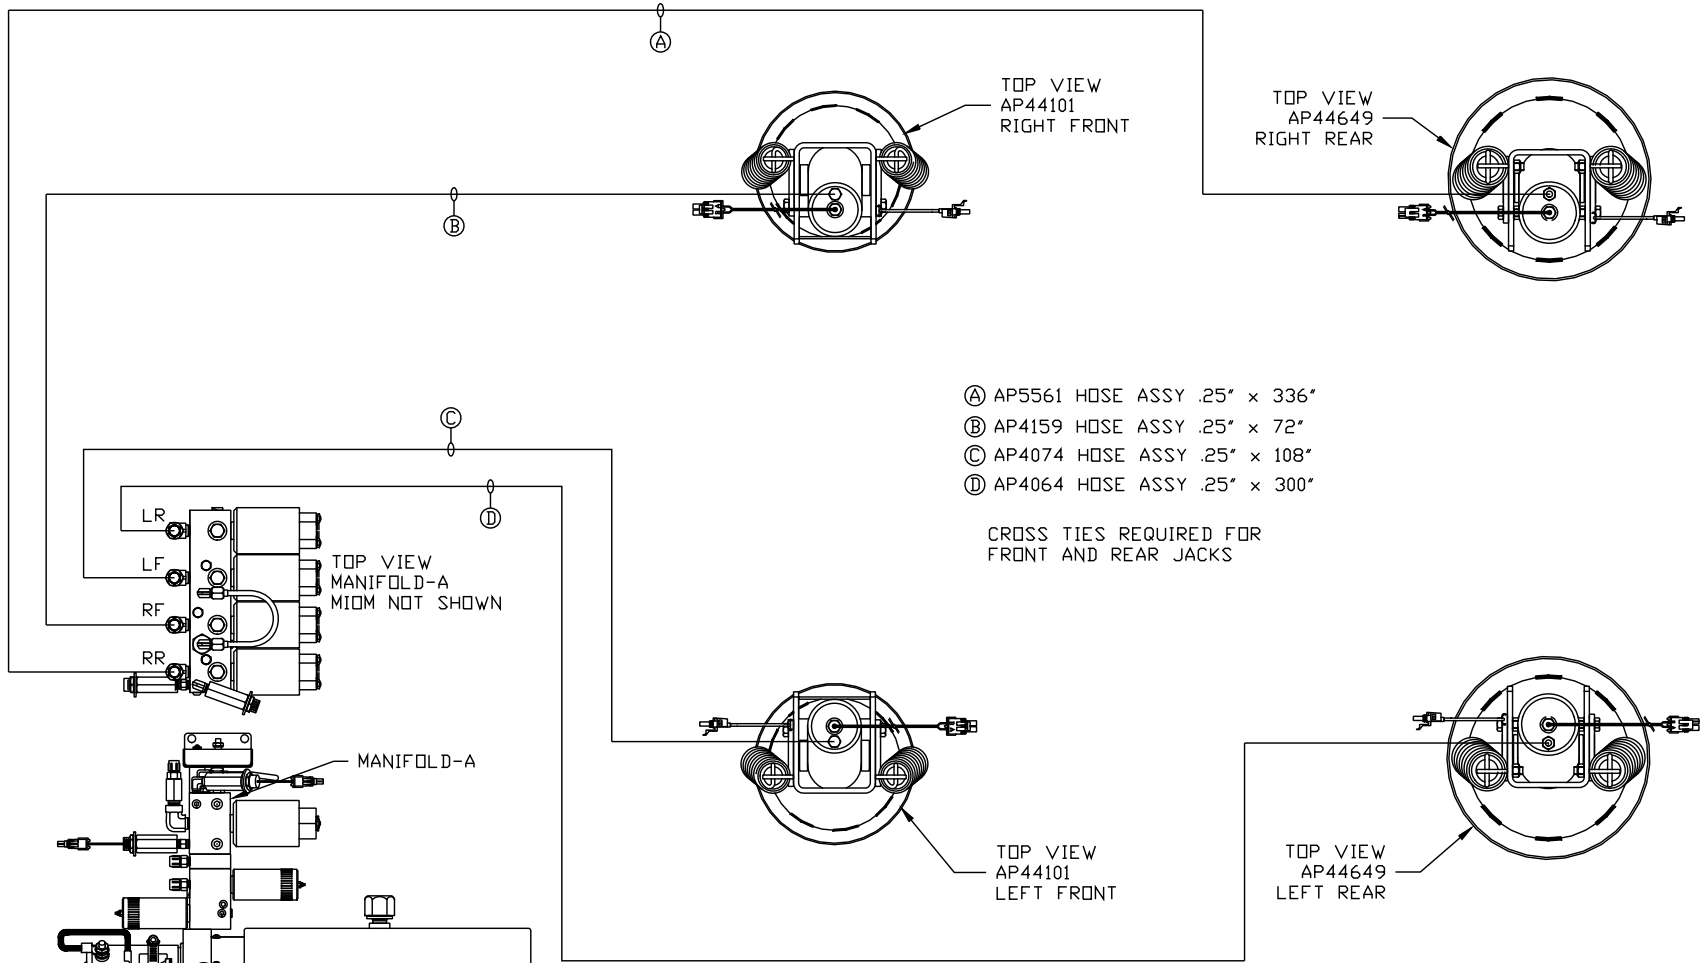 A
TOP VIEW
AP44101
RIGHT FRONT
TOP VIEW
AP44649
RIGHT REAR
B
A AP5561 HOSE ASSY .25" x 336"
B AP4159 HOSE ASSY .25" x 72"
C AP4074 HOSE ASSY .25" x 108"
D AP4064 HOSE ASSY .25" x 300"
CROSS TIES REQUIRED FOR
FRONT AND REAR JACKS
C
D
LR
LF
RF
RR
TOP VIEW
MANIFOLD-A
MIOM NOT SHOWN
MANIFOLD-A
TOP VIEW
AP44101
LEFT FRONT
TOP VIEW
AP44649
LEFT REAR